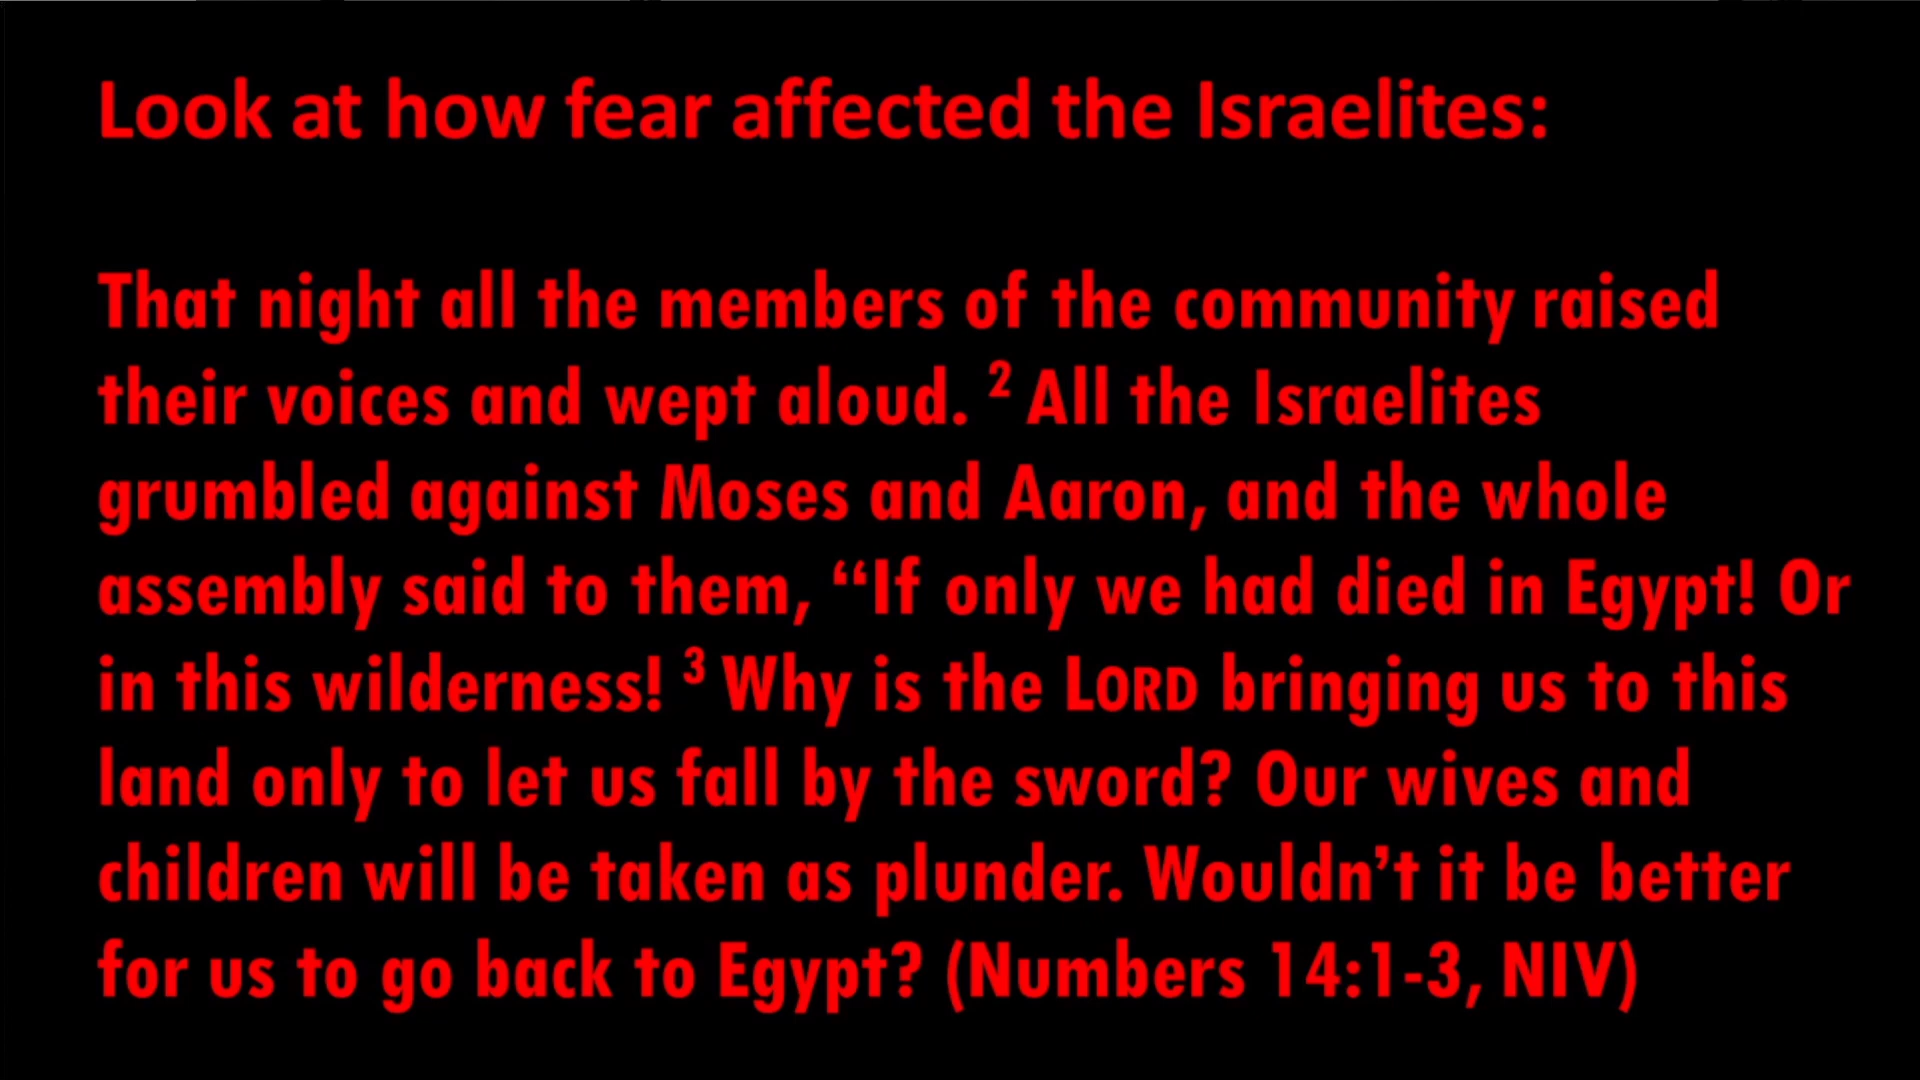 Look at how fear affected the Israelites:
That night all the members of the community raised
their voices and wept aloud. ² All the Israelites
grumbled against Moses and Aaron, and the whole
assembly said to them, “If only we had died in Egypt! Or
in this wilderness! ³ Why is the LORD bringing us to this
land only to let us fall by the sword? Our wives and
children will be taken as plunder. Wouldn’t it be better
for us to go back to Egypt? (Numbers 14:1-3, NIV)